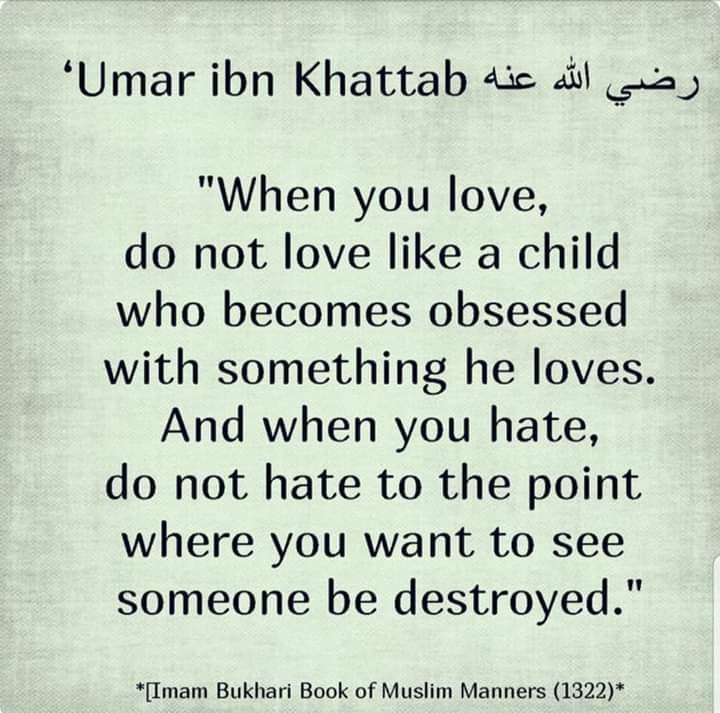 ‘Umar ibn Khattab رضي الله عنه
"When you love,
do not love like a child
who becomes obsessed
with something he loves.
And when you hate,
do not hate to the point
where you want to see
someone be destroyed."
*[Imam Bukhari Book of Muslim Manners (1322)*